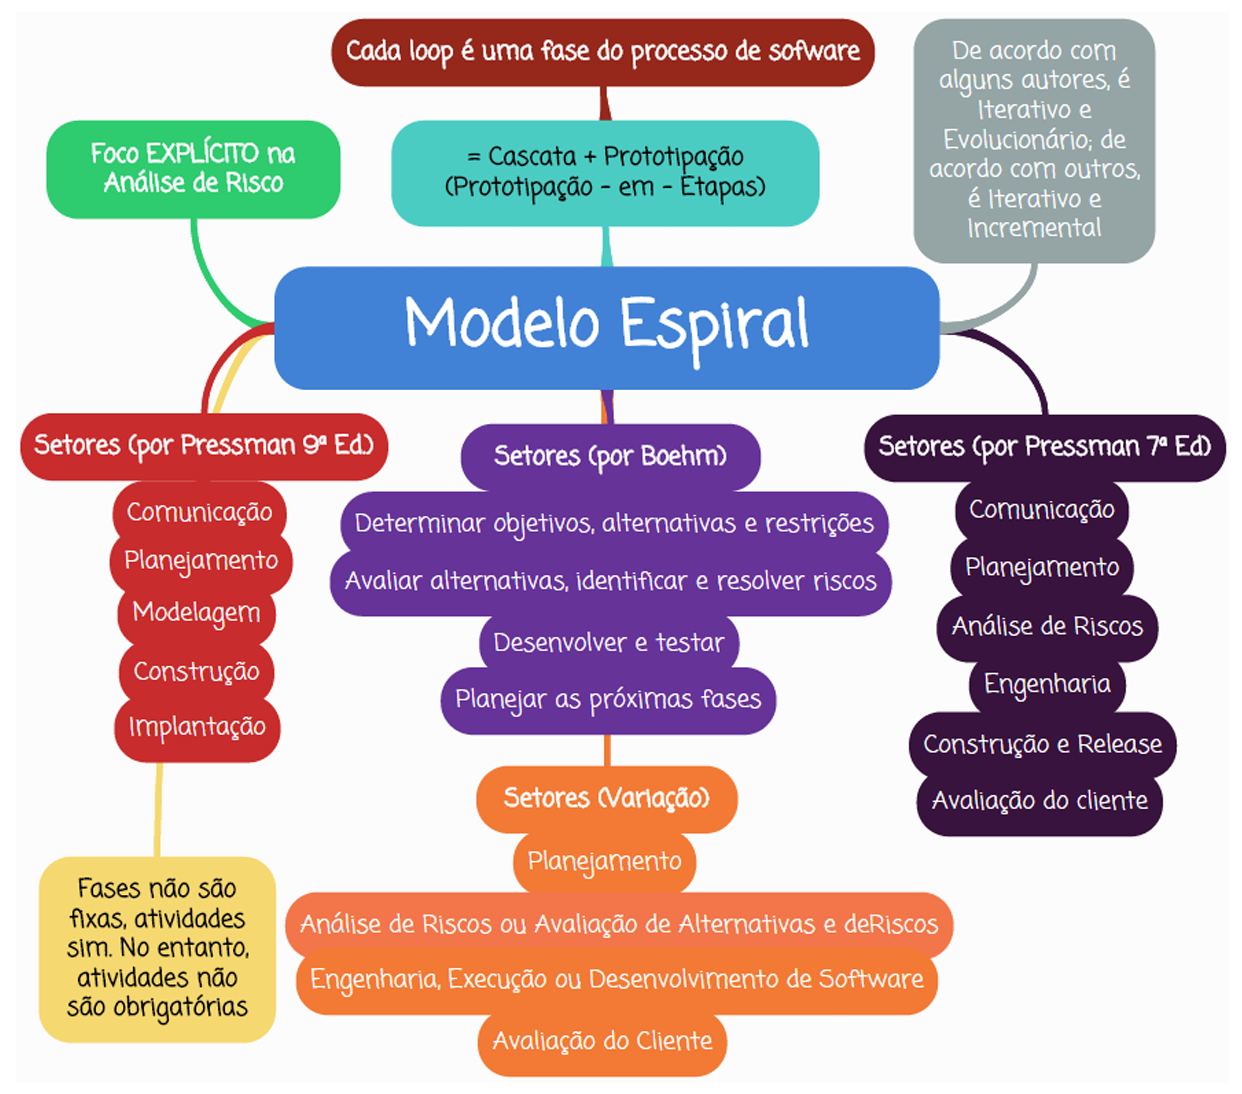 Cada loop é uma fase do processo de sofware
De acordo com
alguns autores, é
Iterativo e
Evolucionário; de
acordo com outros,
é Iterativo e
Incremental
Foco EXPLÍCITO na
Análise de Risco
= Cascata + Prototipação
(Prototipação - em - Etapas)
Modelo Espiral
Setores (por Pressman 9ª Ed.)
Comunicação
Planejamento
Modelagem
Construção
Implantação
Fases não são
fixas, atividades
sim. No entanto,
atividades não
são obrigatórias
Setores (por Boehm)
Determinar objetivos, alternativas e restrições
Avaliar alternativas, identificar e resolver riscos
Desenvolver e testar
Planejar as próximas fases
Setores (Variação)
Planejamento
Análise de Riscos ou Avaliação de Alternativas e deRiscos
Engenharia, Execução ou Desenvolvimento de Software
Avaliação do Cliente
Setores (por Pressman 7ª Ed)
Comunicação
Planejamento
Análise de Riscos
Engenharia
Construção e Release
Avaliação do cliente